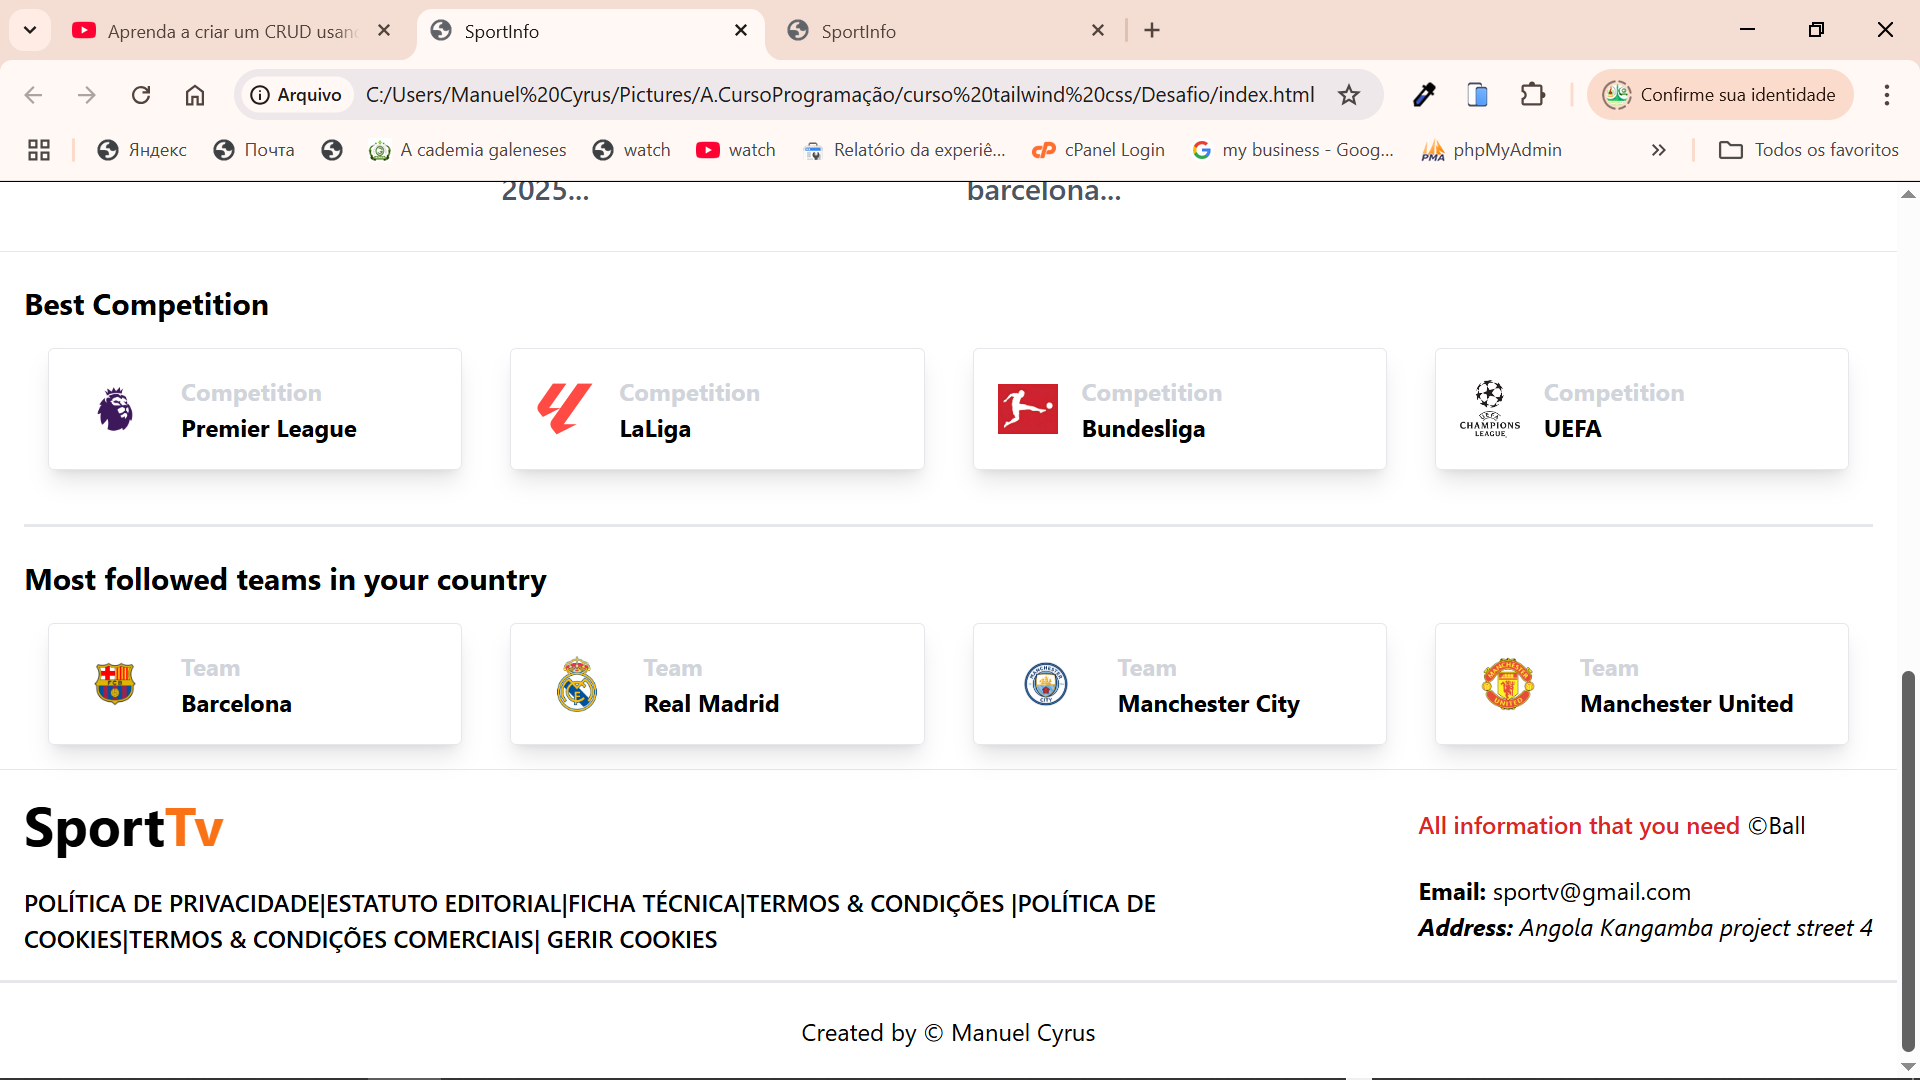 Aprenda a criar um CRUD usan
SportInfo
SportInfo
Arquivo
C:/Users/Manuel%20Cyrus/Pictures/A.CursoProgramação/curso%20tailwind%20css/Desafio/index.html
Confirme sua identidade
Яндекс
Почта
A cademia galeneses
watch
watch
Relatório da experiê...
cPanel Login
my business - Goog...
phpMyAdmin
Todos os favoritos
2025...
barcelona...
Best Competition
Competition
Premier League
Competition
LaLiga
Competition
Bundesliga
UEFA
CHAMPIONS
LEAGUE
Competition
UEFA
Most followed teams in your country
Team
Barcelona
Team
Real Madrid
Team
Manchester City
Team
Manchester United
SportTv
All information that you need ©Ball
POLÍTICA DE PRIVACIDADE|ESTATUTO EDITORIAL|FICHA TÉCNICA|TERMOS & CONDIÇÕES |POLÍTICA DE
COOKIES|TERMOS & CONDIÇÕES COMERCIAIS| GERIR COOKIES
Email: sportv@gmail.com
Address: Angola Kangamba project street 4
Created by © Manuel Cyrus